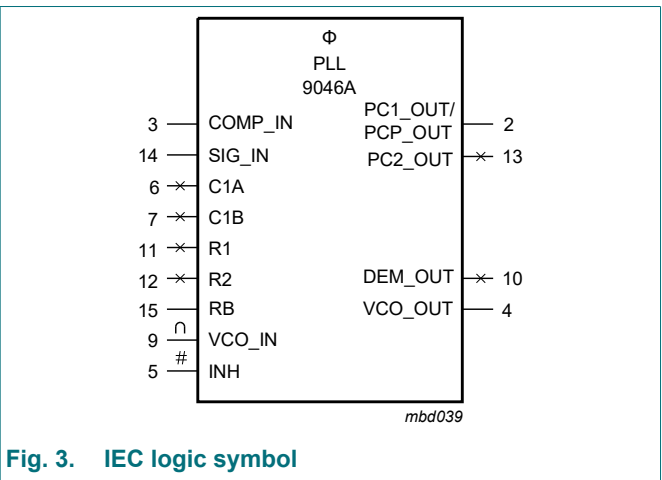 Φ
PLL
9046A
3 COMP_IN
PC1_OUT/
PCP_OUT 2
14 SIG_IN
PC2_OUT 13
6 C1A
7 C1B
11 R1
12 R2
DEM_OUT 10
15 RB
VCO_OUT 4
9 ∩ VCO_IN
5 # INH
mbd039
Fig. 3. IEC logic symbol